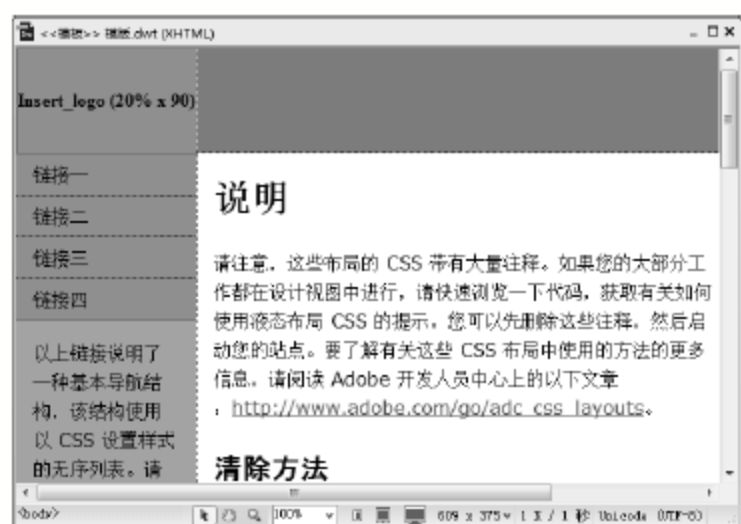 <<模板>> 模版.dwt (XHTML)
Insert_logo (20% x 90)
链接一
链接二
链接三
链接四
以上链接说明了
一种基本导航结
构，该结构使用
以 CSS 设置样式
的无序列表。请
说明
请注意，这些布局的 CSS 带有大量注释。如果您的大部分工
作都在设计视图中进行，请快速浏览一下代码，获取有关如何
使用液态布局 CSS 的提示。您可以先删除这些注释，然后启
动您的站点。要了解有关这些 CSS 布局中使用的方法的更多
信息，请阅读 Adobe 开发人员中心上的以下文章
：http://www.adobe.com/go/adc_css_layouts。
清除方法
<body>
100%
609 x 375 1 K / 1 秒 Unicode (UTF-8)